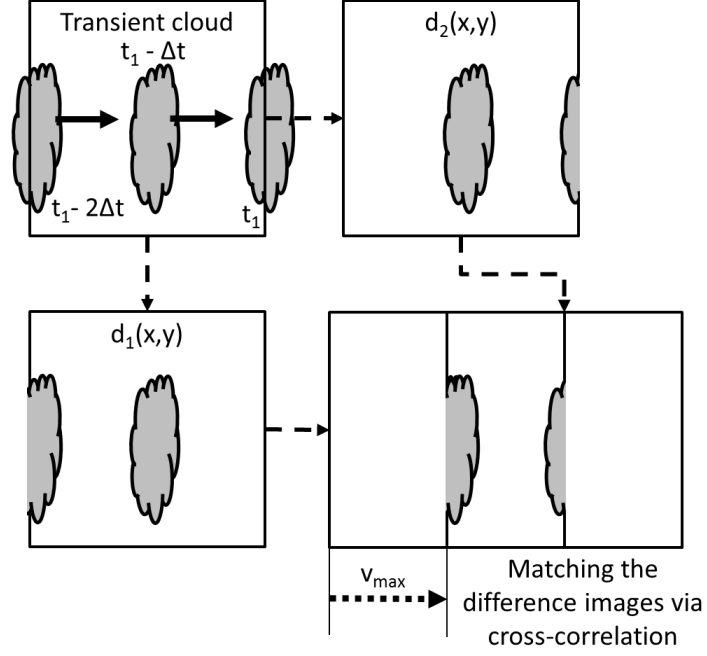 Transient cloud
t₁ - Δt
d₂(x,y)
t₁- 2Δt
t₁
d₁(x,y)
vₘₐₓ
Matching the
difference images via
cross-correlation